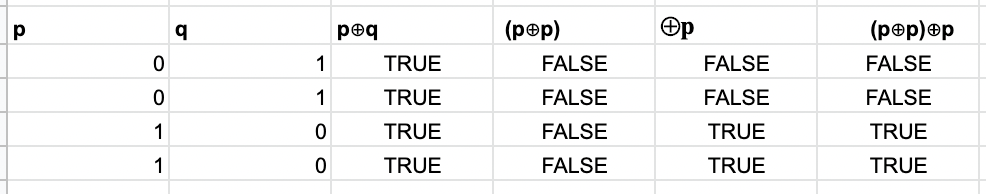 p q p⊕q (p⊕p) ⊕p (p⊕p)⊕p
0 1 TRUE FALSE FALSE FALSE
0 1 TRUE FALSE FALSE FALSE
1 0 TRUE FALSE TRUE TRUE
1 0 TRUE FALSE TRUE TRUE